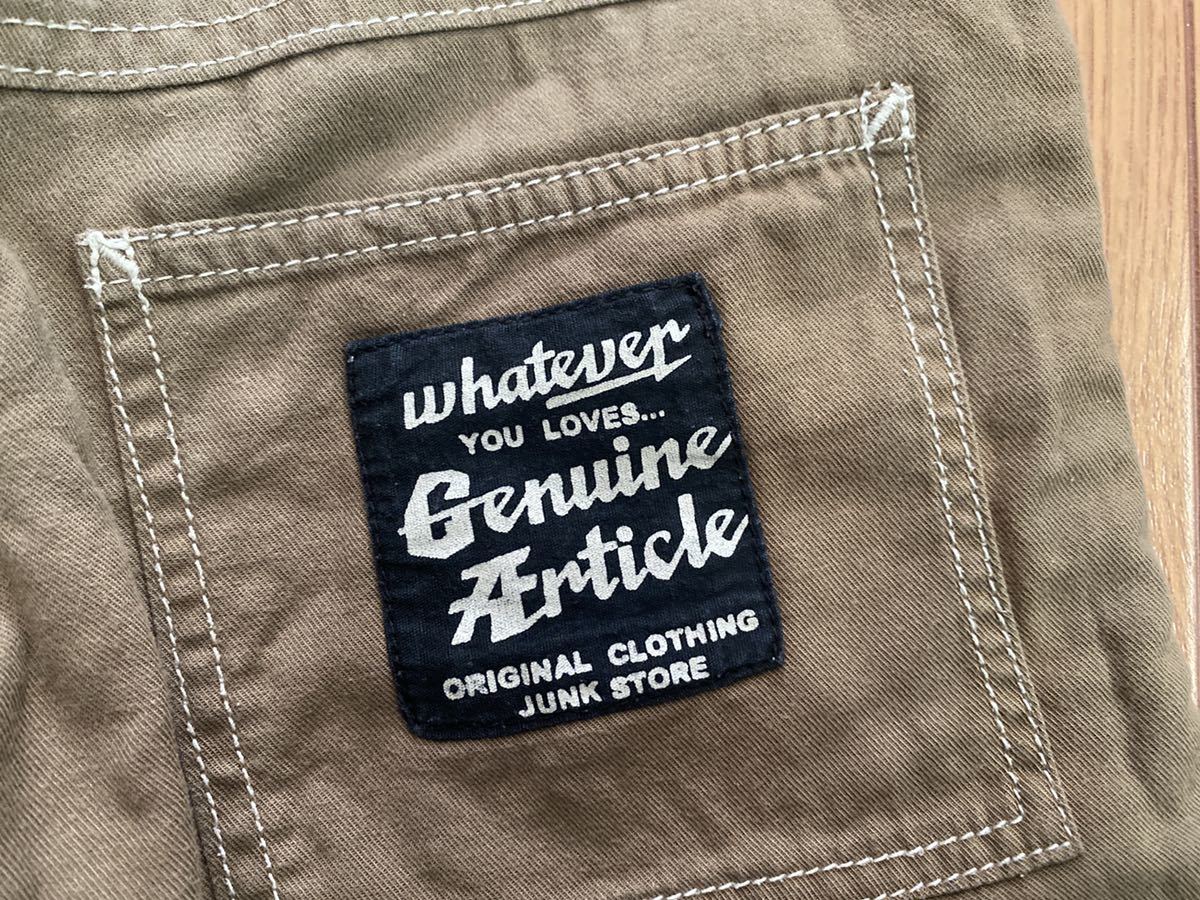 whatever
YOU LOVES...
Genuine
Article
ORIGINAL CLOTHING
JUNK STORE